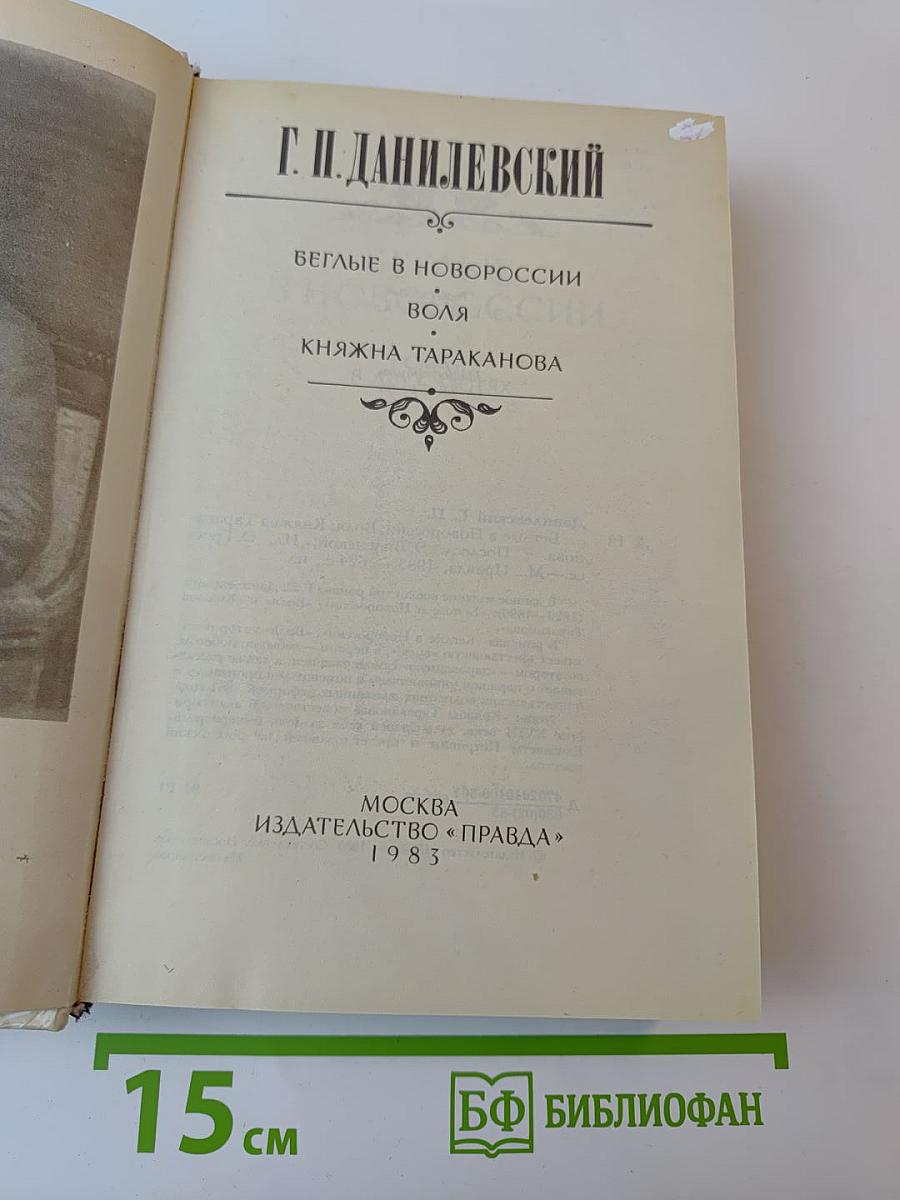 Г. П. ДАНИЛЕВСКИЙ
БЕГЛЫЕ В НОВОРОССИИ
ВОЛЯ
КНЯЖНА ТАРАКАНОВА
МОСКВА
ИЗДАТЕЛЬСТВО «ПРАВДА»
1983
15 см
БФ БИБЛИОФАН